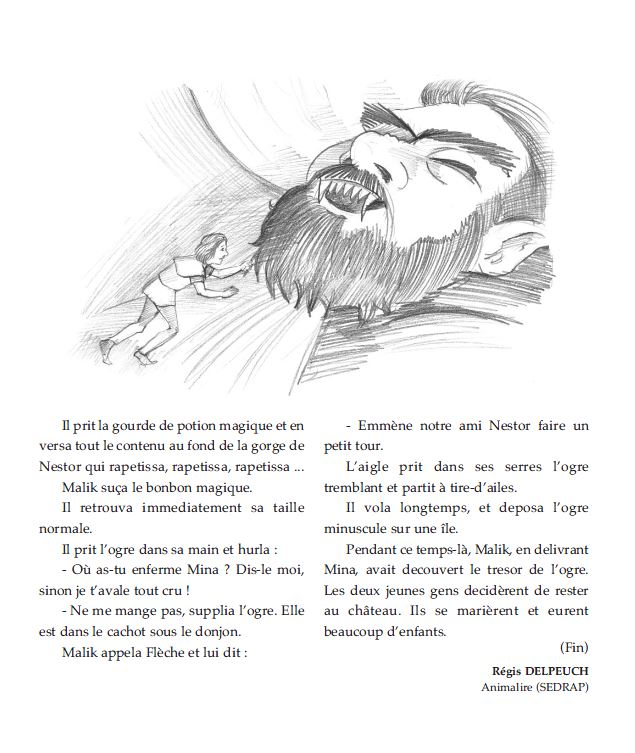 Il prit la gourde de potion magique et en
versa tout le contenu au fond de la gorge de
Nestor qui rapetissa, rapetissa, rapetissa ...
Malik suça le bonbon magique.
Il retrouva immediatement sa taille
normale.
Il prit l'ogre dans sa main et hurla :
- Où as-tu enferme Mina ? Dis-le moi,
sinon je t'avale tout cru !
- Ne me mange pas, supplia l'ogre. Elle
est dans le cachot sous le donjon.
Malik appela Flèche et lui dit :
- Emmène notre ami Nestor faire un
petit tour.
L'aigle prit dans ses serres l'ogre
tremblant et partit à tire-d'ailes.
Il vola longtemps, et deposa l'ogre
minuscule sur une île.
Pendant ce temps-là, Malik, en delivrant
Mina, avait decouvert le tresor de l'ogre.
Les deux jeunes gens decidèrent de rester
au château. Ils se marièrent et eurent
beaucoup d'enfants.
(Fin)
Régis DELPEUCH
Animalire (SEDRAP)